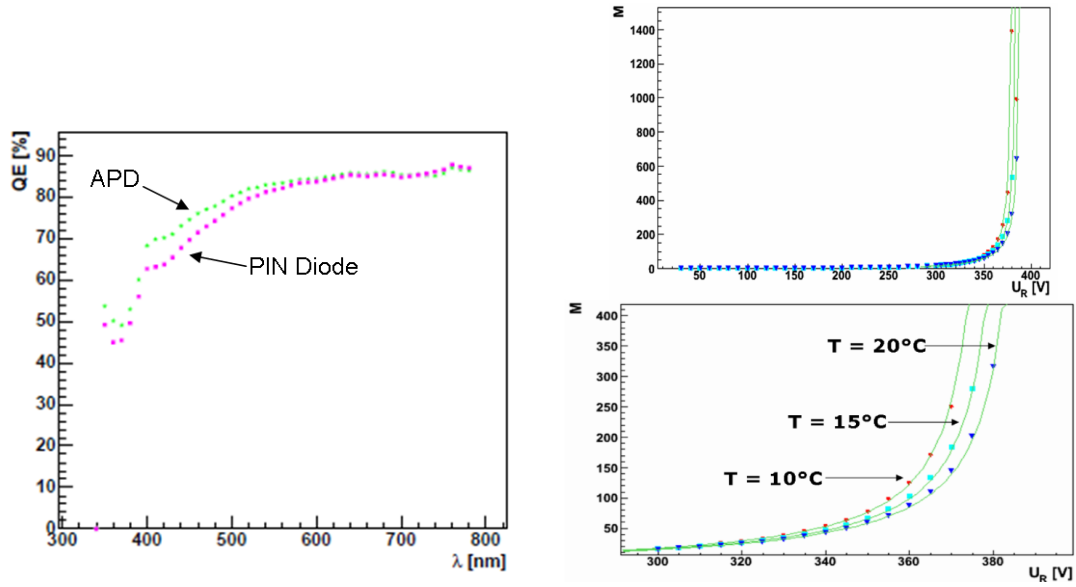 QE [%]
90
80
70
60
50
40
30
20
10
0
APD
PIN Diode
300 400 500 600 700 800
λ [nm]
M
1400
1200
1000
800
600
400
200
0
50 100 150 200 250 300 350 400
U_R [V]
M
400
350
300
250
200
150
100
50
T = 20°C
T = 15°C
T = 10°C
300 320 340 360 380
U_R [V]